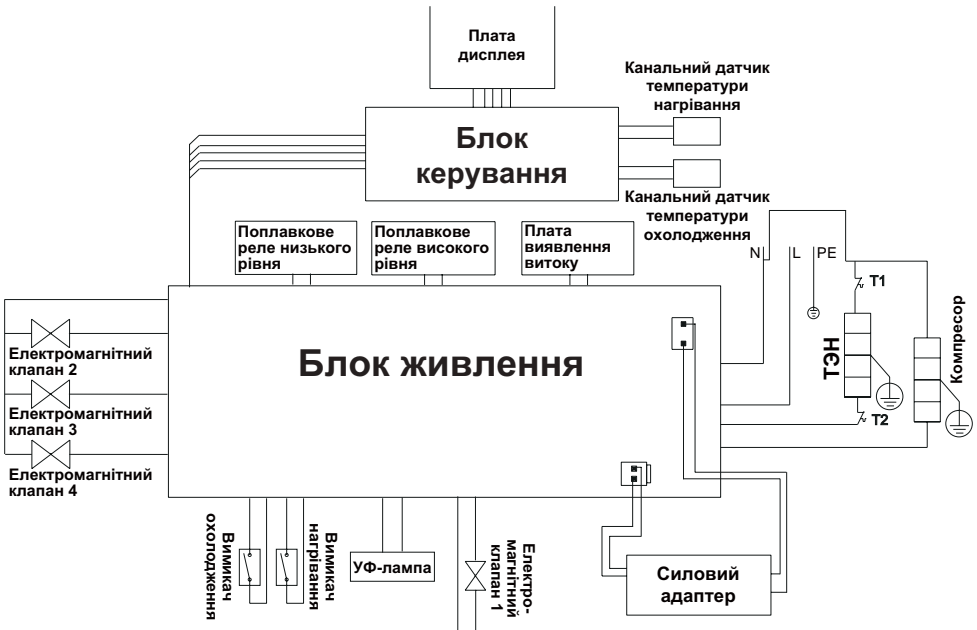 Плата
дисплея
Канальний датчик
температури
нагрівання
Блок
керування
Канальний датчик
температури
охолодження
Поплавкове
реле низького
рівня
Поплавкове
реле високого
рівня
Плата
виявлення
витоку
N
L
PE
T1
ТЭН
Компресор
T2
Блок живлення
Електромагнітний
клапан 2
Електромагнітний
клапан 3
Електромагнітний
клапан 4
Вимикач
охолодження
Вимикач
нагрівання
УФ-лампа
Електро-
магнітний
клапан 1
Силовий
адаптер